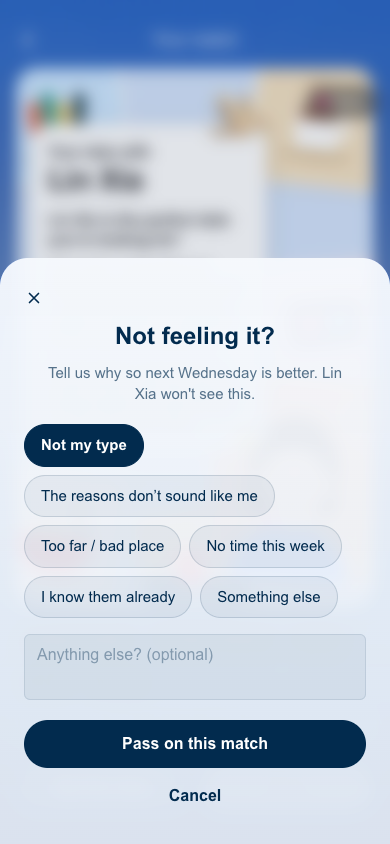 Lin Xia
Not feeling it?
Tell us why so next Wednesday is better. Lin
Xia won't see this.
Not my type
The reasons don’t sound like me
Too far / bad place
No time this week
I know them already
Something else
Anything else? (optional)
Pass on this match
Cancel